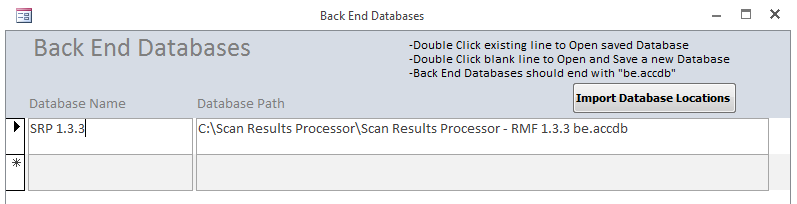 Back End Databases
Back End Databases
-Double Click existing line to Open saved Database
-Double Click blank line to Open and Save a new Database
-Back End Databases should end with "be.accdb"
Import Database Locations
Database Name Database Path
SRP 1.3.3 C:\Scan Results Processor\Scan Results Processor - RMF 1.3.3 be.accdb